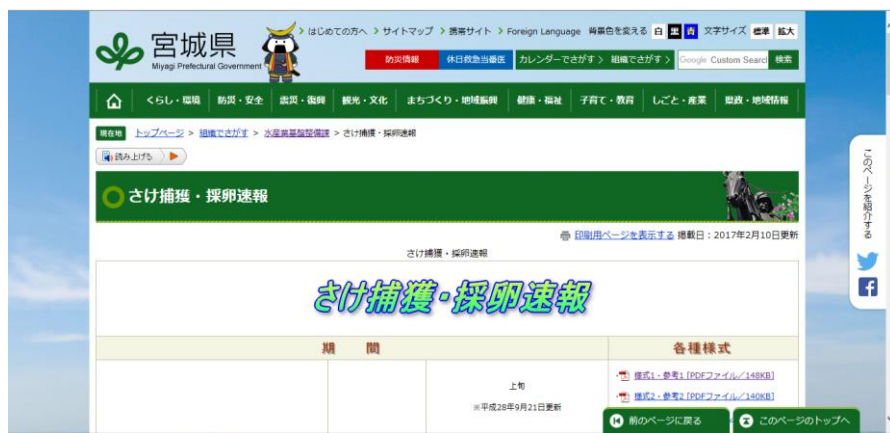 宮城県
Miyagi Prefectural Government
はじめての方へ サイトマップ 携帯サイト Foreign Language 背景色を変える 白 黒 青 文字サイズ 標準 拡大
防災情報 休日救急当番医 カレンダーでさがす 組織でさがす Google Custom Searcl 検索
くらし・環境 防災・安全 震災・復興 観光・文化 まちづくり・地域振興 健康・福祉 子育て・教育 しごと・産業 県政・地域情報
現在地 トップページ > 組織でさがす > 水産業基盤整備課 > さけ捕獲・採卵速報
読み上げる
さけ捕獲・採卵速報
印刷用ページを表示する 掲載日：2017年2月10日更新
さけ捕獲・採卵速報
さけ捕獲・採卵速報
期 間 各種様式
上旬
※平成28年9月21日更新
・様式1・参考1 [PDFファイル／148KB]
・様式2・参考2 [PDFファイル／140KB]
前のページに戻る このページのトップへ
このページを紹介する